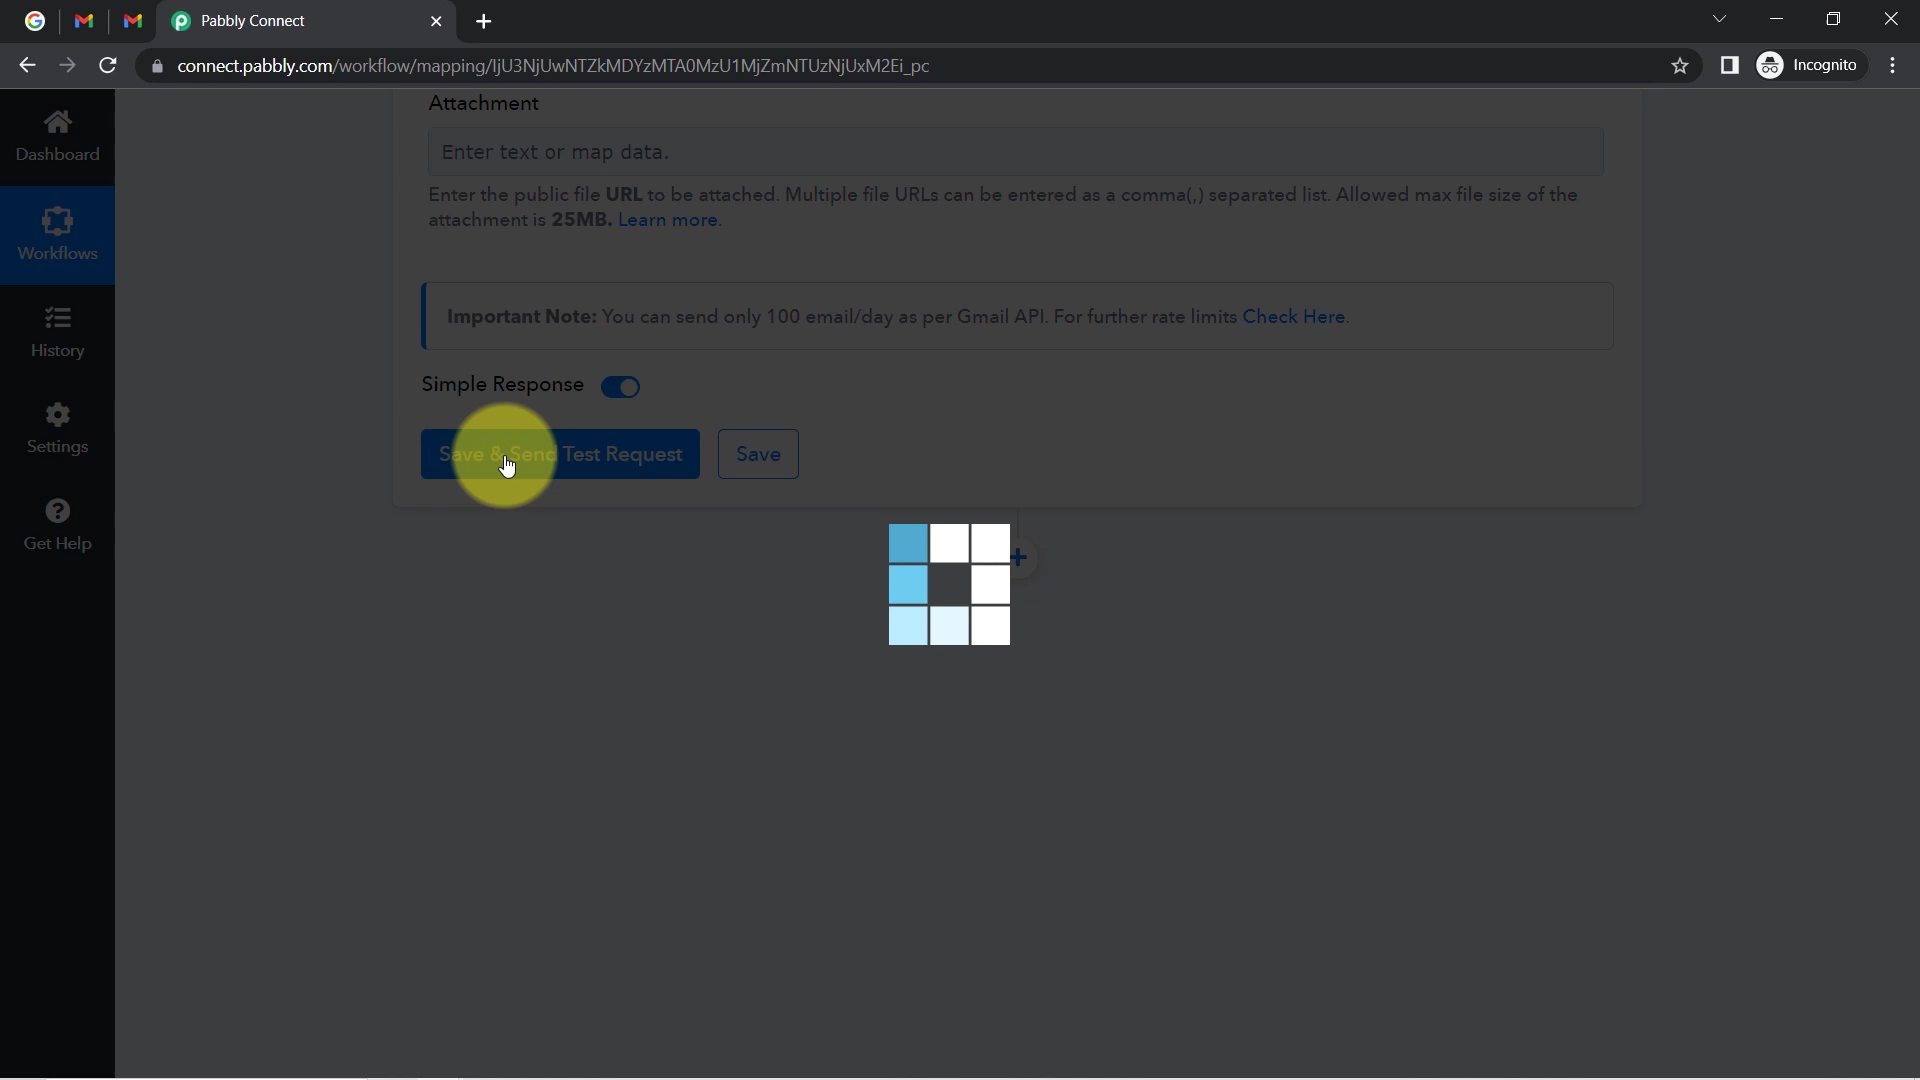 Pabbly Connect
connect.pabbly.com/workflow/mapping/IjU3NjUwNTZkMDYzMTA0MzU1MjZmNTUzNjUxM2Ei_pc
Incognito
Dashboard
Workflows
History
Settings
Get Help
Attachment
Enter text or map data.
Enter the public file URL to be attached. Multiple file URLs can be entered as a comma(,) separated list. Allowed max file size of the
attachment is 25MB. Learn more.
Important Note: You can send only 100 email/day as per Gmail API. For further rate limits Check Here.
Simple Response
Save & Send Test Request
Save